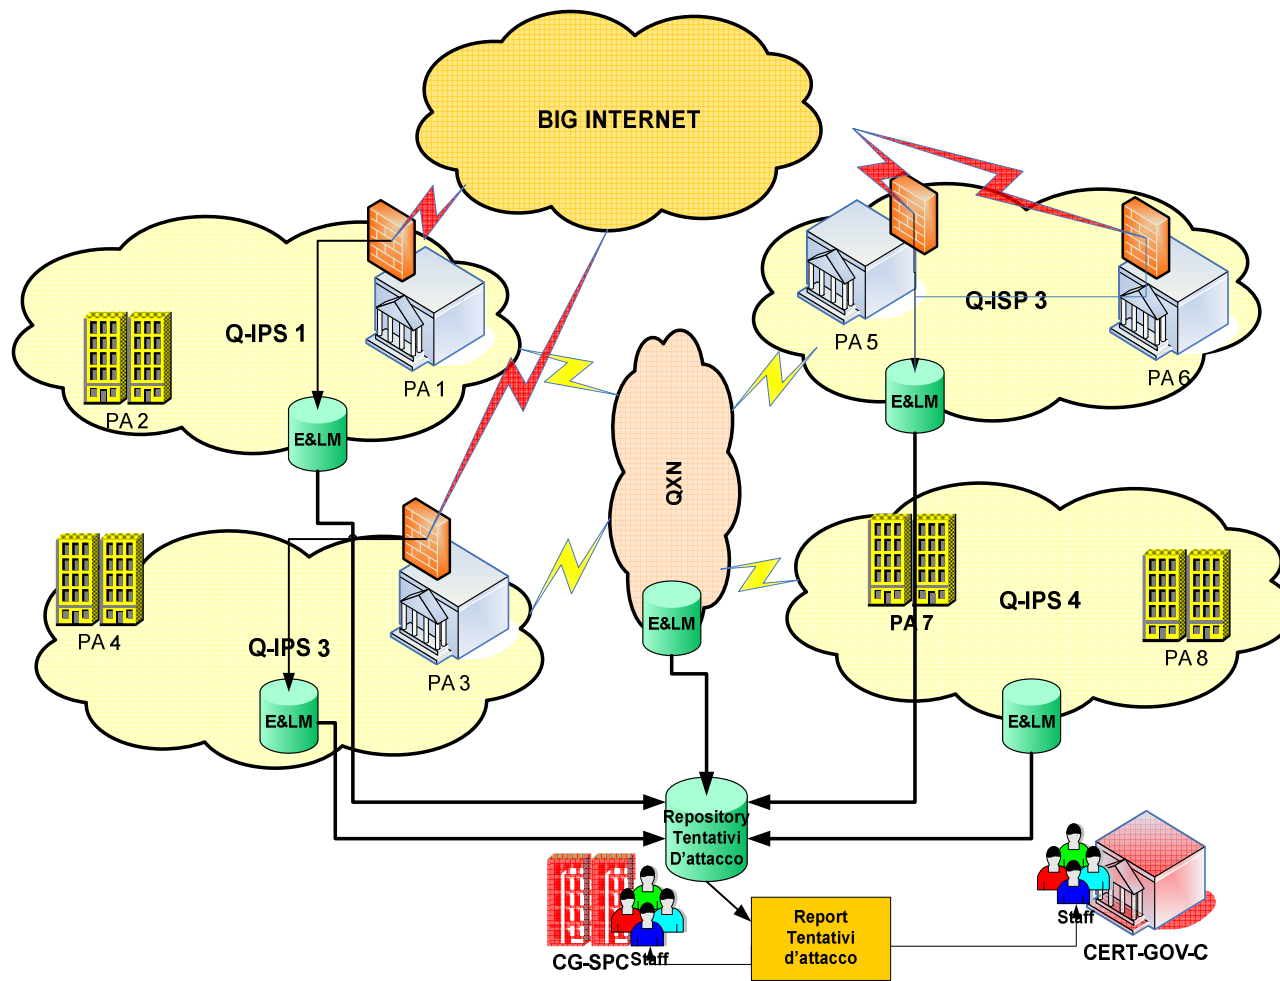 BIG INTERNET
Q-IPS 1
PA 1
PA 2
E&LM
Q-ISP 3
PA 5
PA 6
E&LM
QXN
E&LM
PA 4
Q-IPS 3
PA 3
E&LM
PA 7
Q-IPS 4
PA 8
E&LM
Repository
Tentativi
D'attacco
CG-SPC
Staff
Report
Tentativi
d'attacco
Staff
CERT-GOV-C